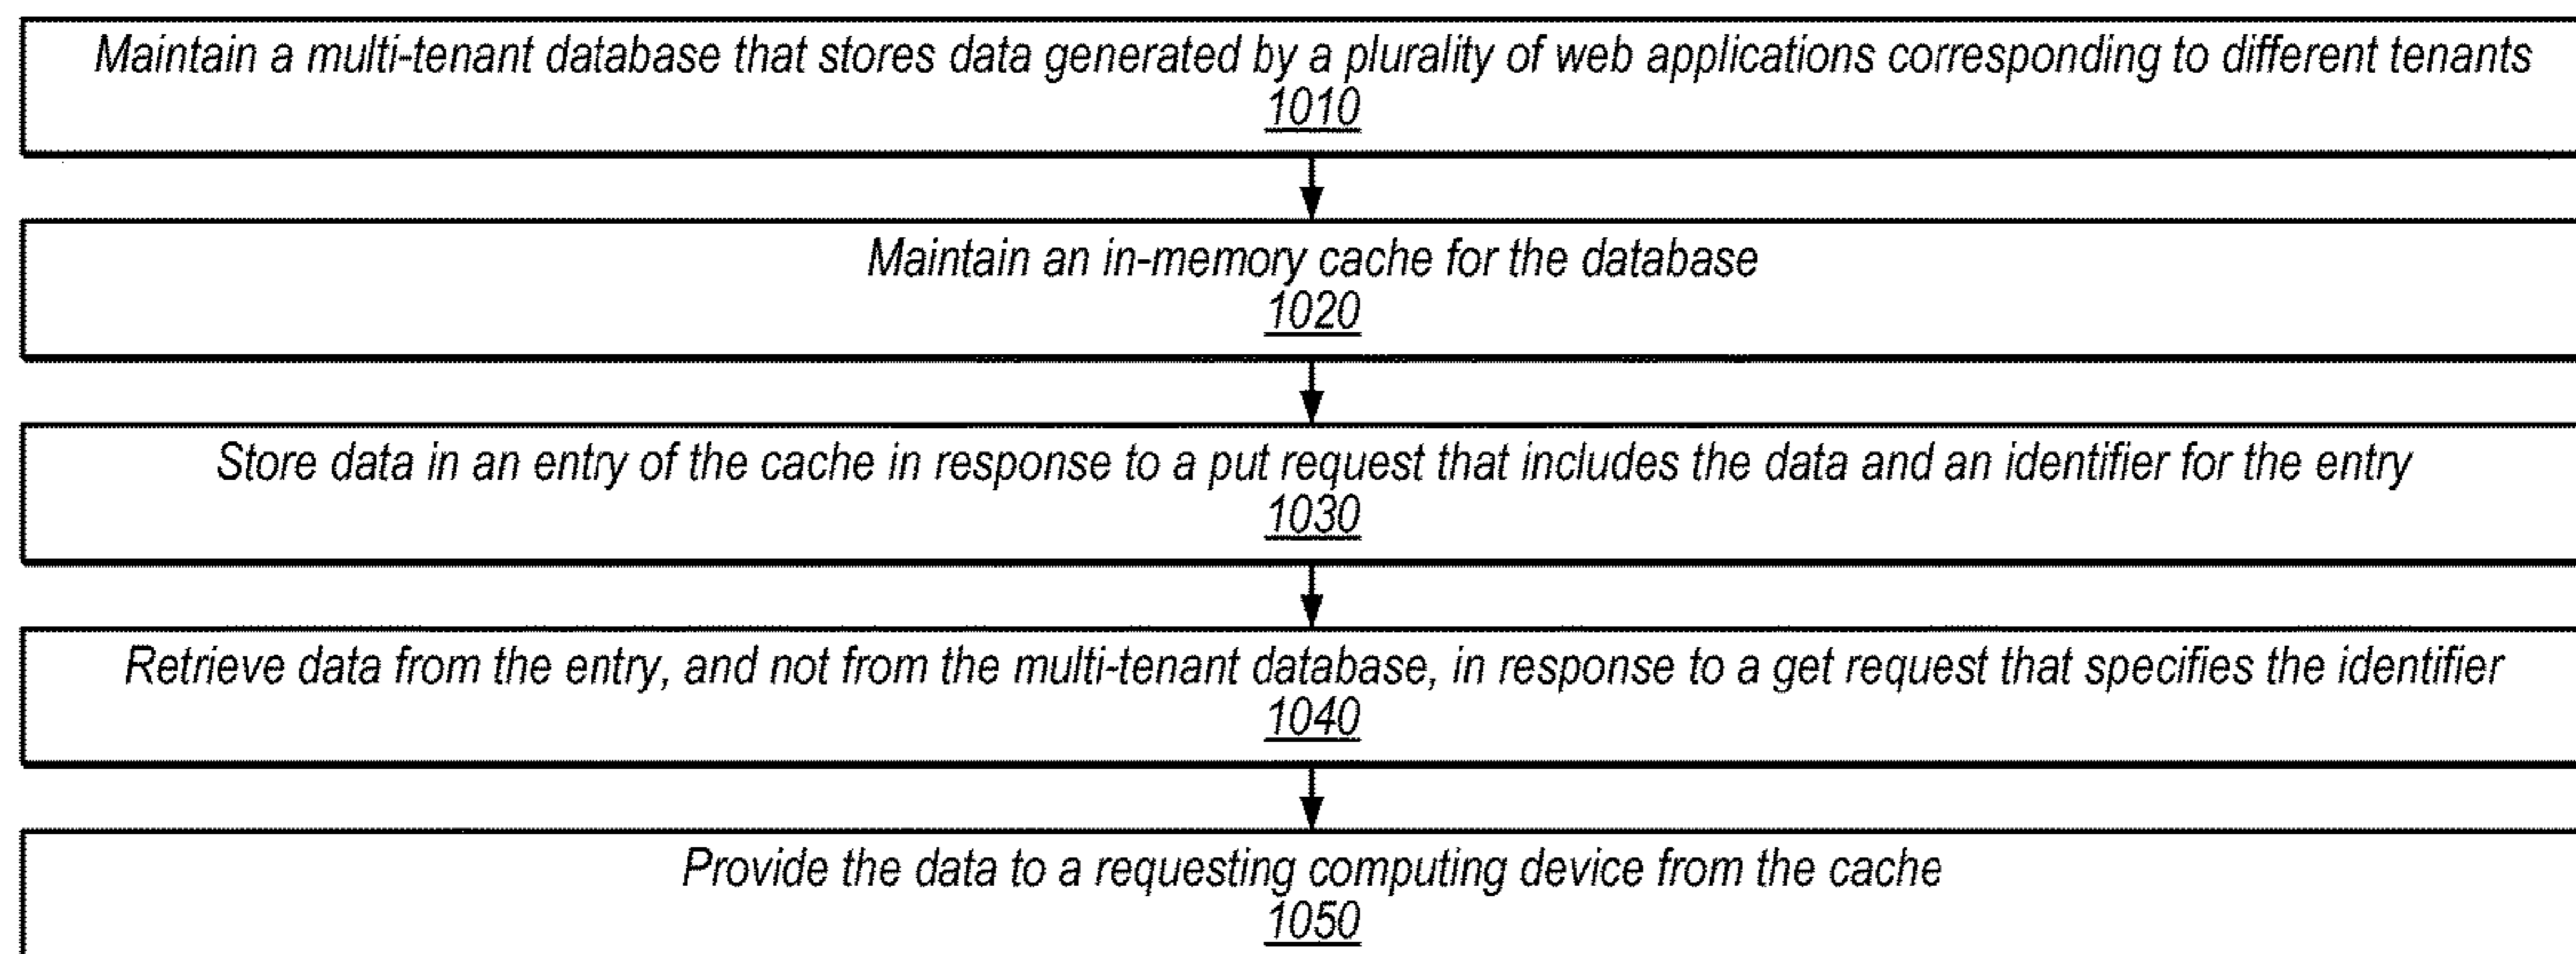 Maintain a multi-tenant database that stores data generated by a plurality of web applications corresponding to different tenants
1010
Maintain an in-memory cache for the database
1020
Store data in an entry of the cache in response to a put request that includes the data and an identifier for the entry
1030
Retrieve data from the entry, and not from the multi-tenant database, in response to a get request that specifies the identifier
1040
Provide the data to a requesting computing device from the cache
1050